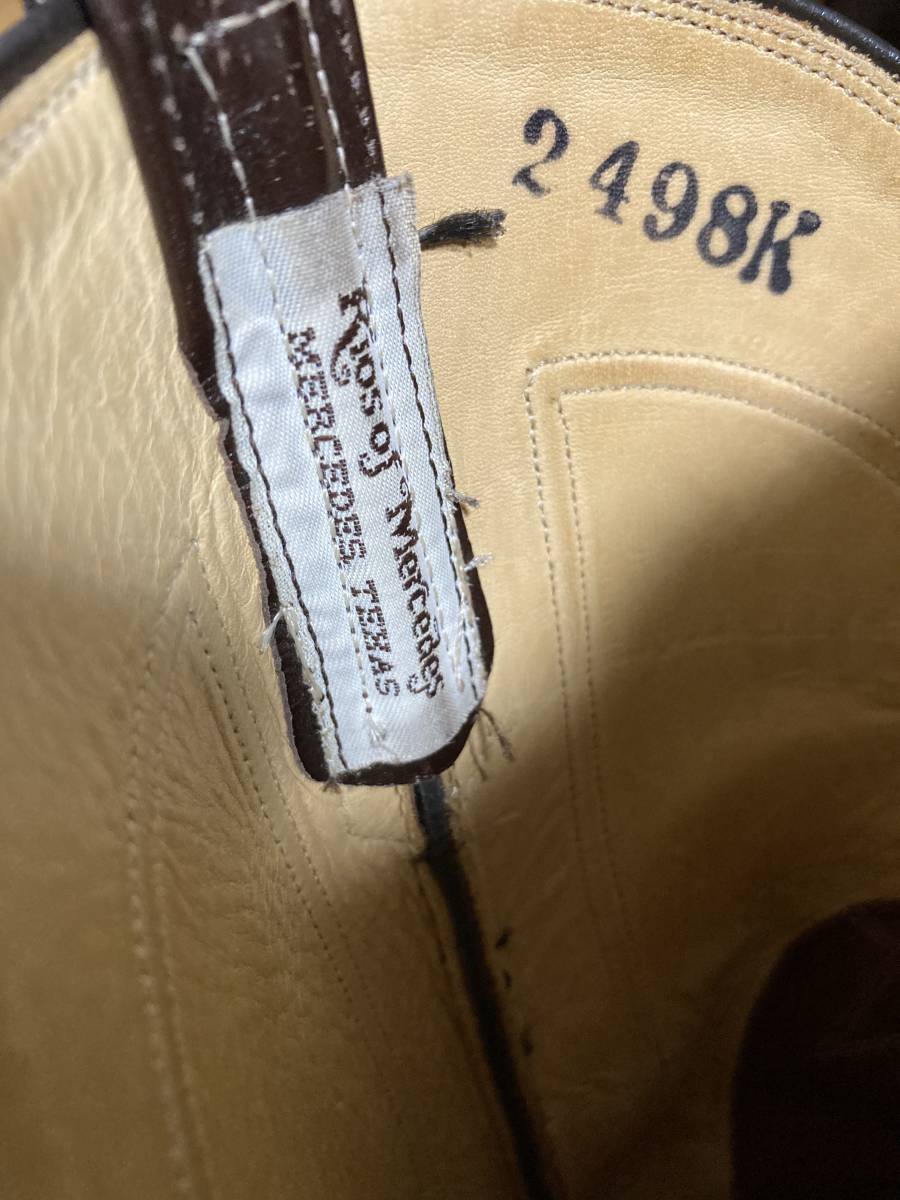 2498K
Rios of Mercedes
MERCEDES, TEXAS